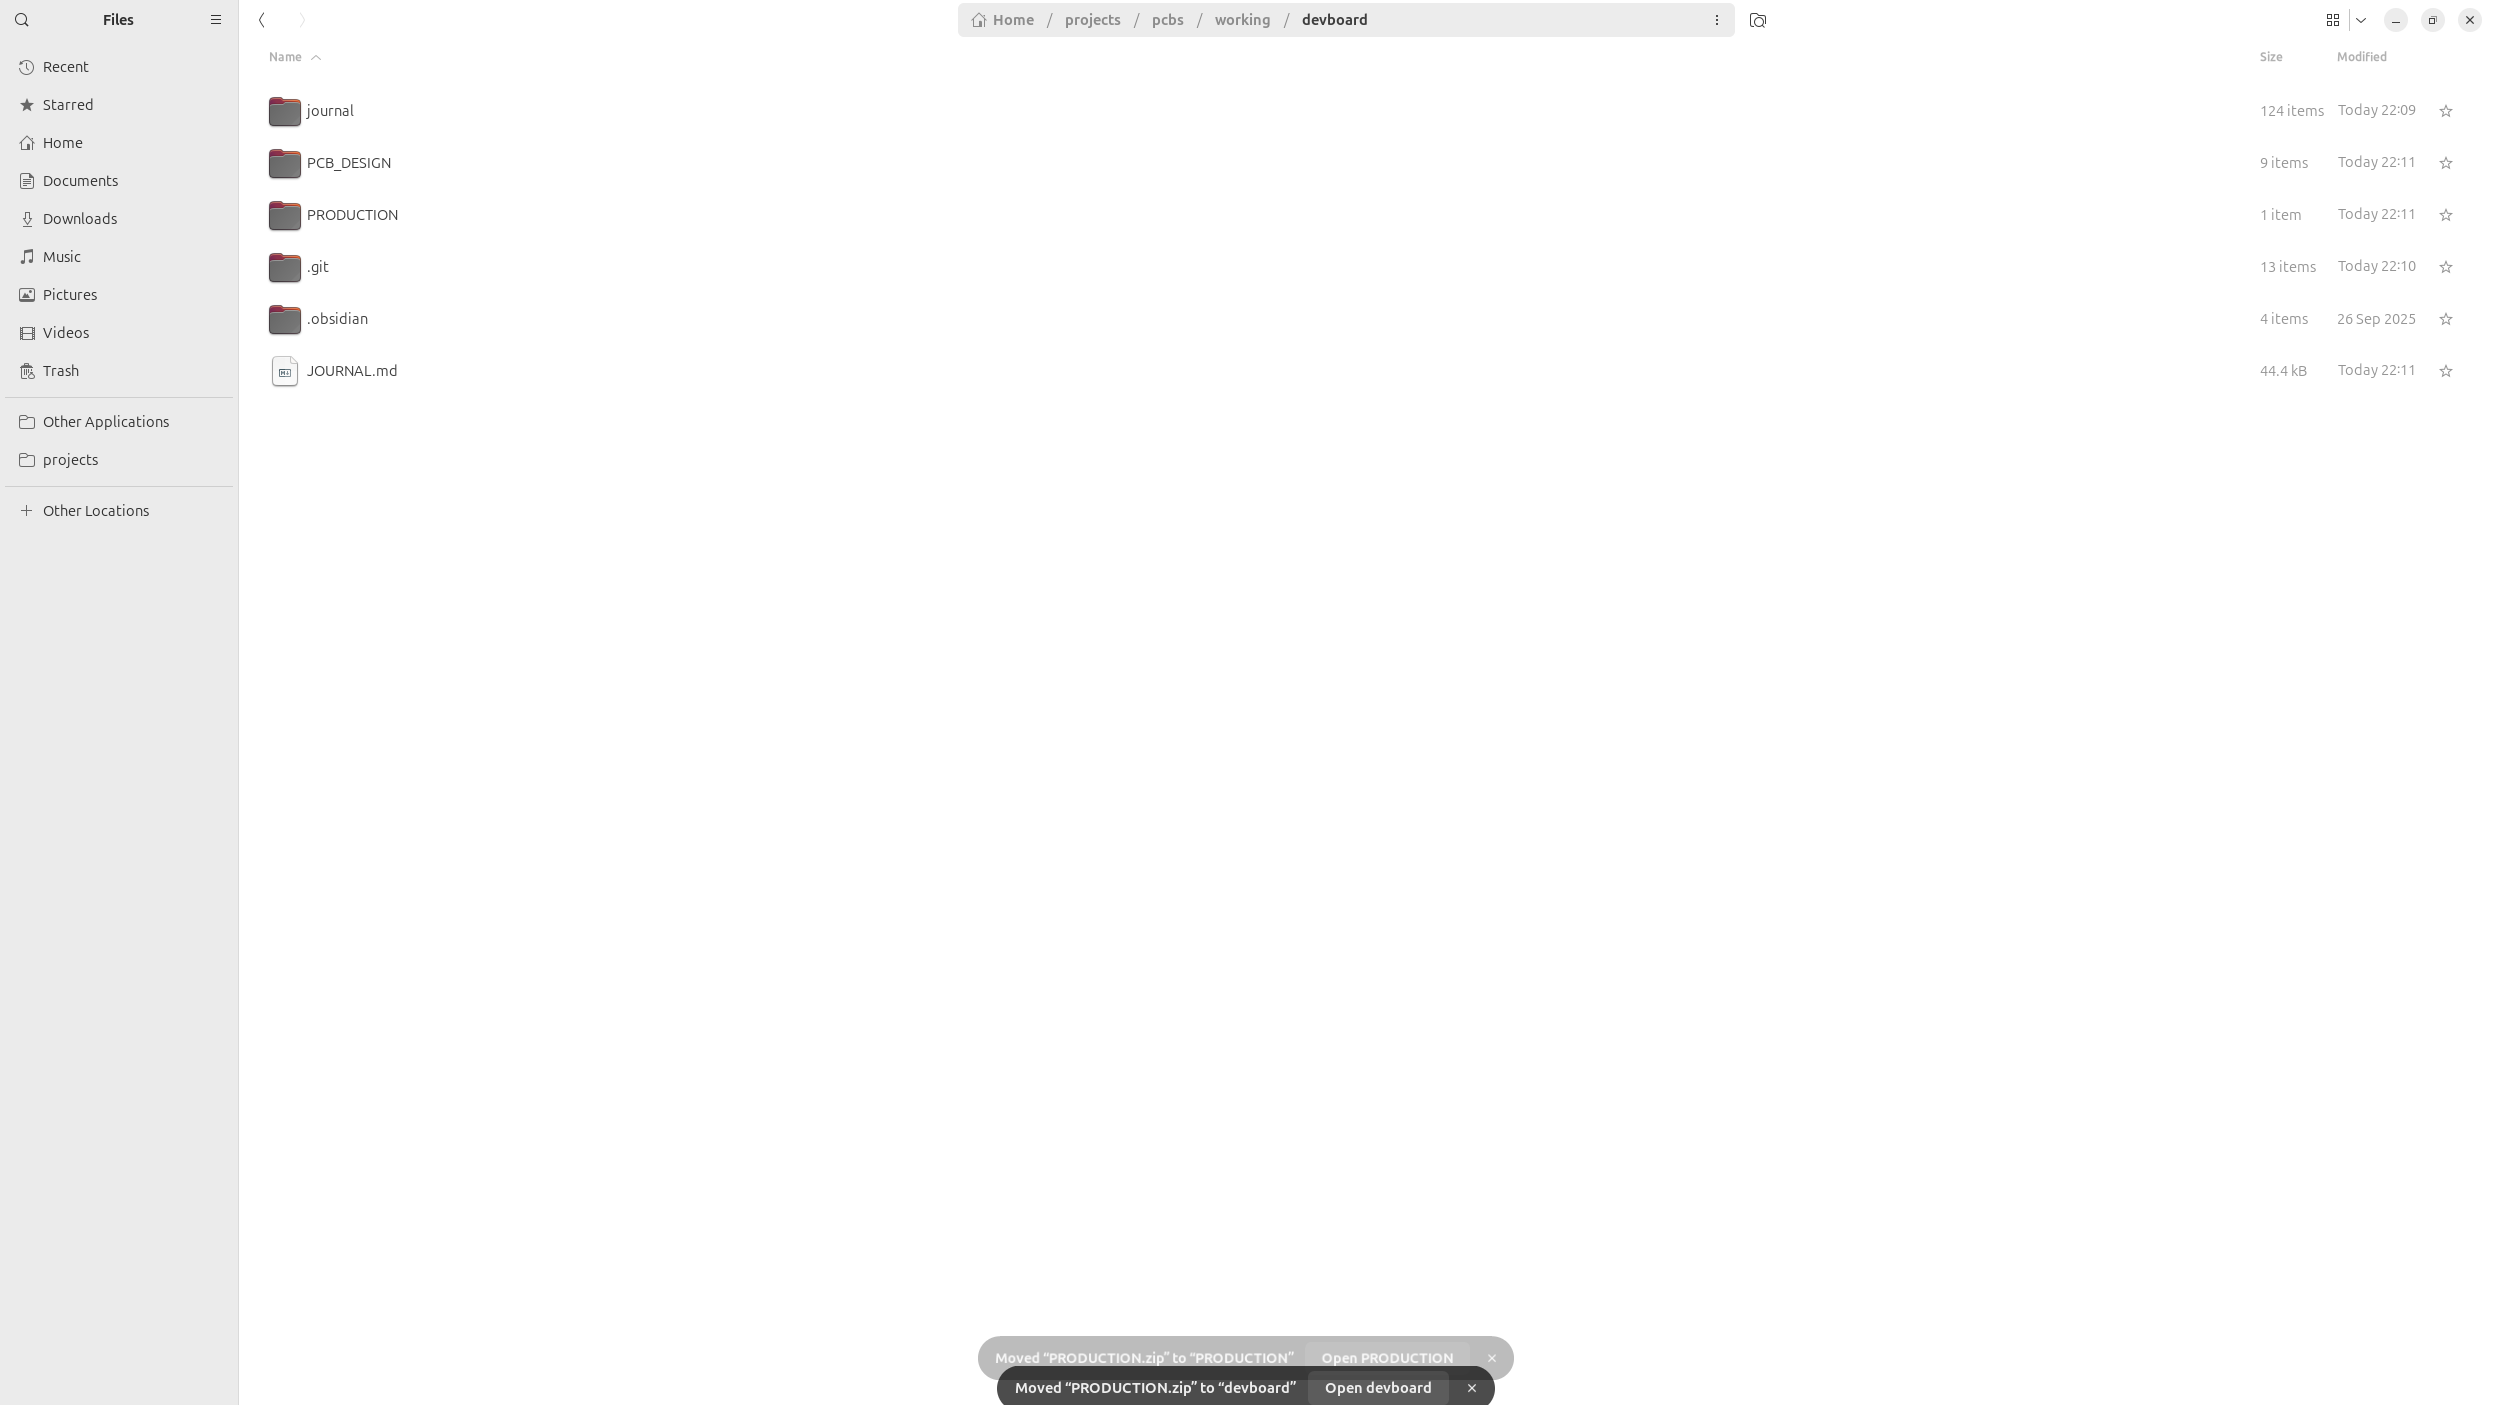 Files
Home / projects / pcbs / working / devboard
Name Size Modified
Recent
Starred
Home
Documents
Downloads
Music
Pictures
Videos
Trash
Other Applications
projects
Other Locations
journal 124 items Today 22:09
PCB_DESIGN 9 items Today 22:11
PRODUCTION 1 item Today 22:11
.git 13 items Today 22:10
.obsidian 4 items 26 Sep 2025
JOURNAL.md 44.4 kB Today 22:11
Moved “PRODUCTION.zip” to “PRODUCTION” Open PRODUCTION
Moved “PRODUCTION.zip” to “devboard” Open devboard